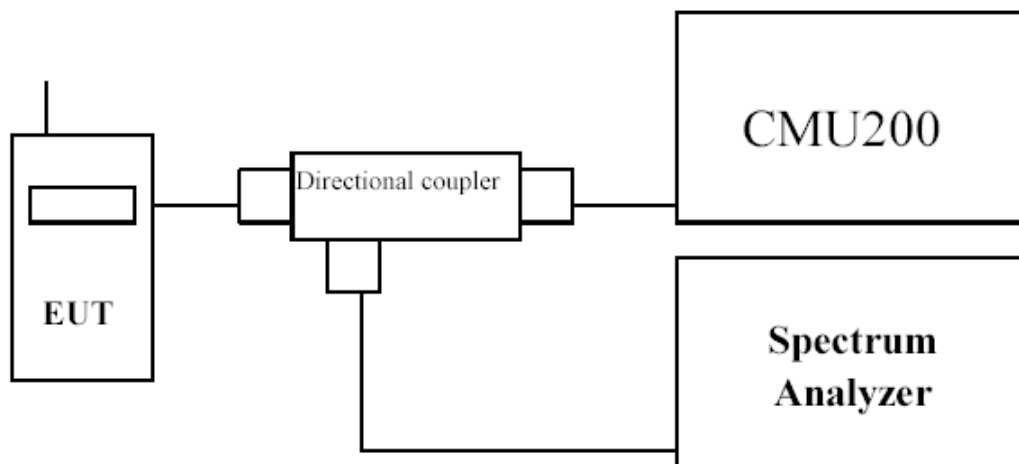 CMU200
Directional coupler
EUT
Spectrum
Analyzer